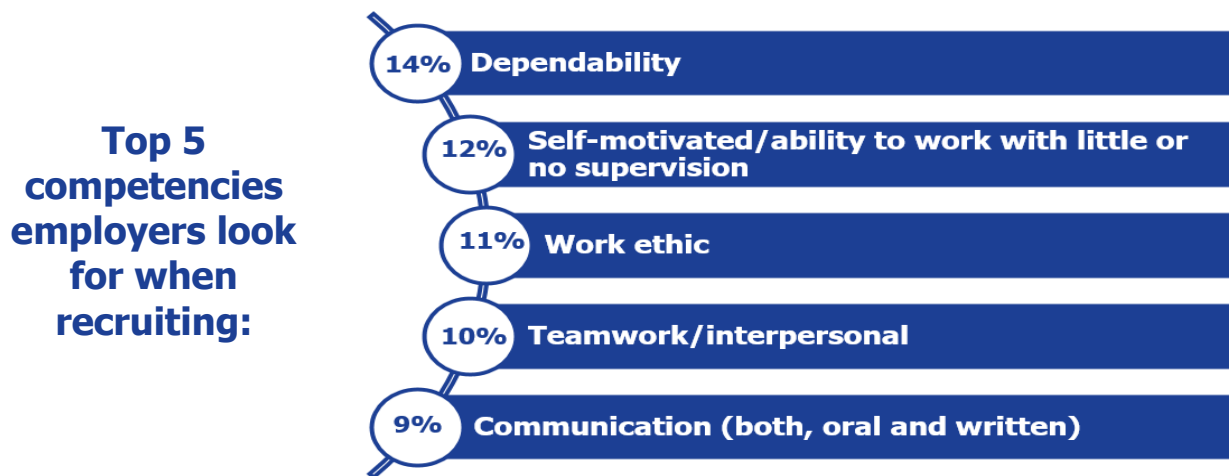 Top 5
competencies
employers look
for when
recruiting:
14% Dependability
12% Self-motivated/ability to work with little or
no supervision
11% Work ethic
10% Teamwork/interpersonal
9% Communication (both, oral and written)